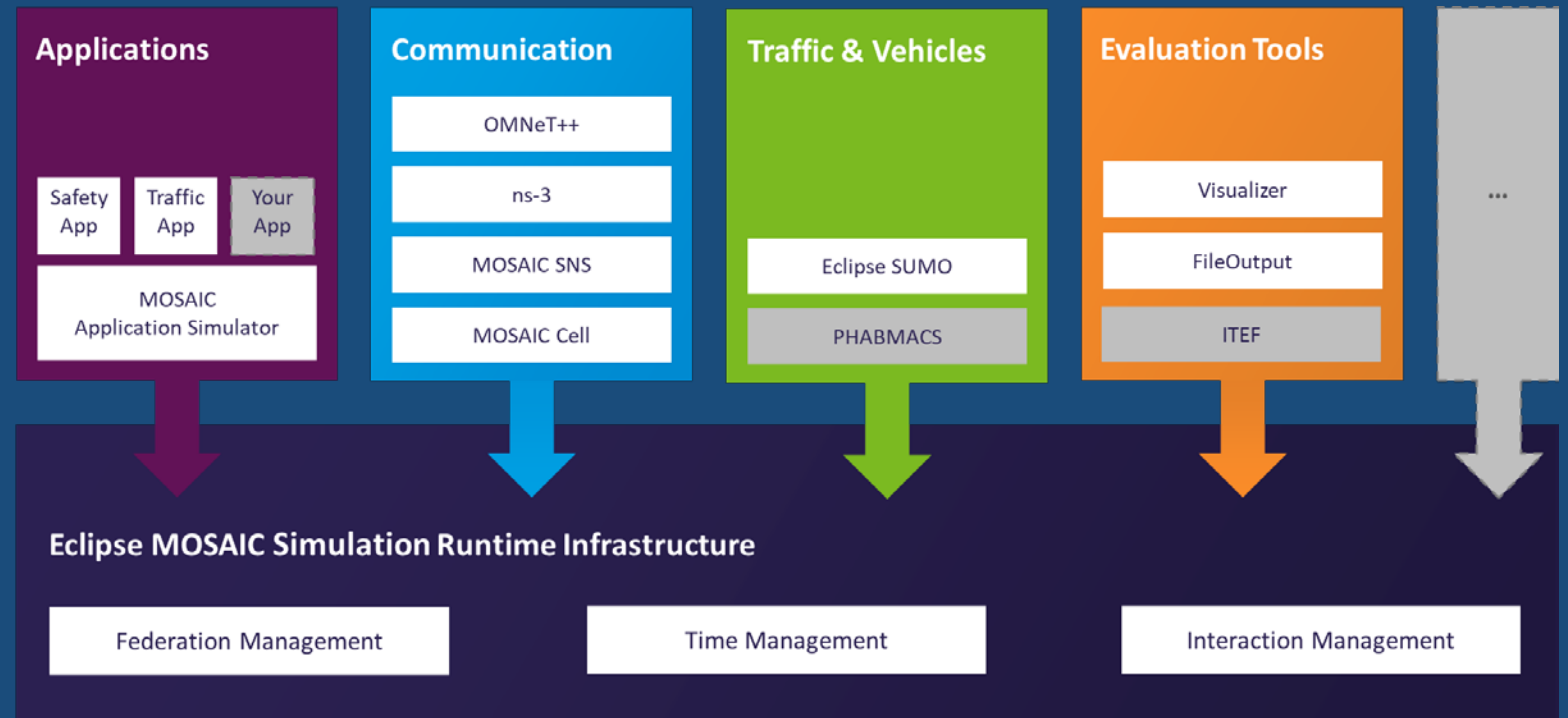 Applications
Safety
App
Traffic
App
Your
App
MOSAIC
Application Simulator
Communication
OMNeT++
ns-3
MOSAIC SNS
MOSAIC Cell
Traffic & Vehicles
Eclipse SUMO
PHABMACS
Evaluation Tools
Visualizer
FileOutput
ITEF
...
Eclipse MOSAIC Simulation Runtime Infrastructure
Federation Management
Time Management
Interaction Management